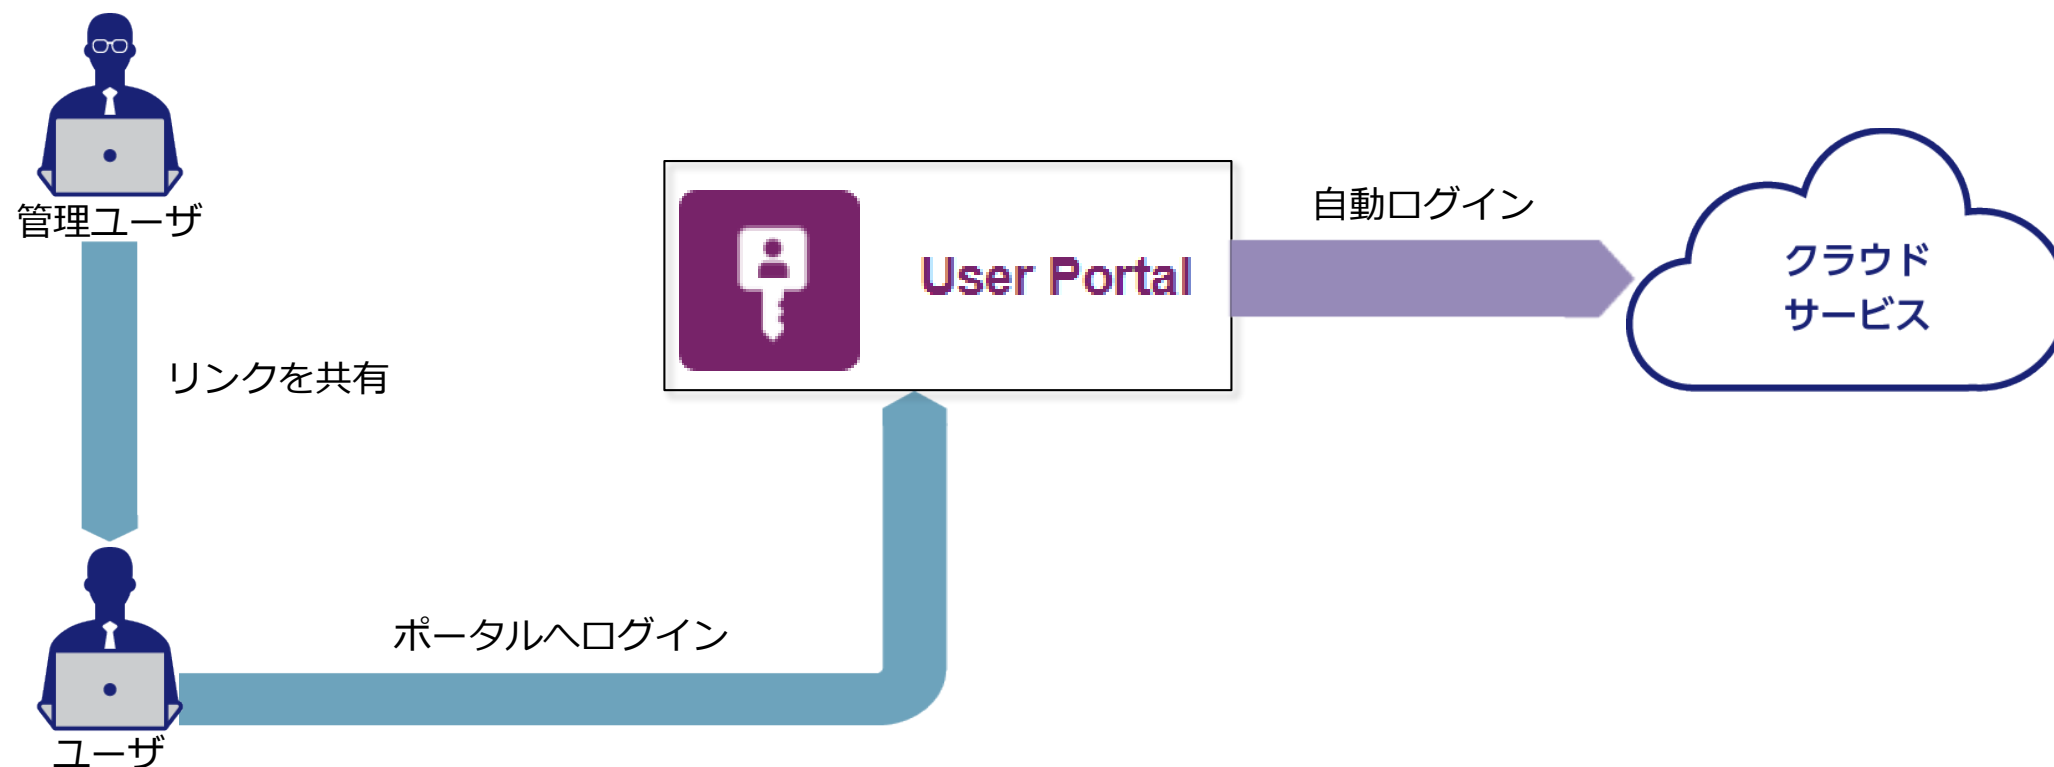 管理ユーザ
リンクを共有
ユーザ
ポータルへログイン
User Portal
自動ログイン
クラウド
サービス